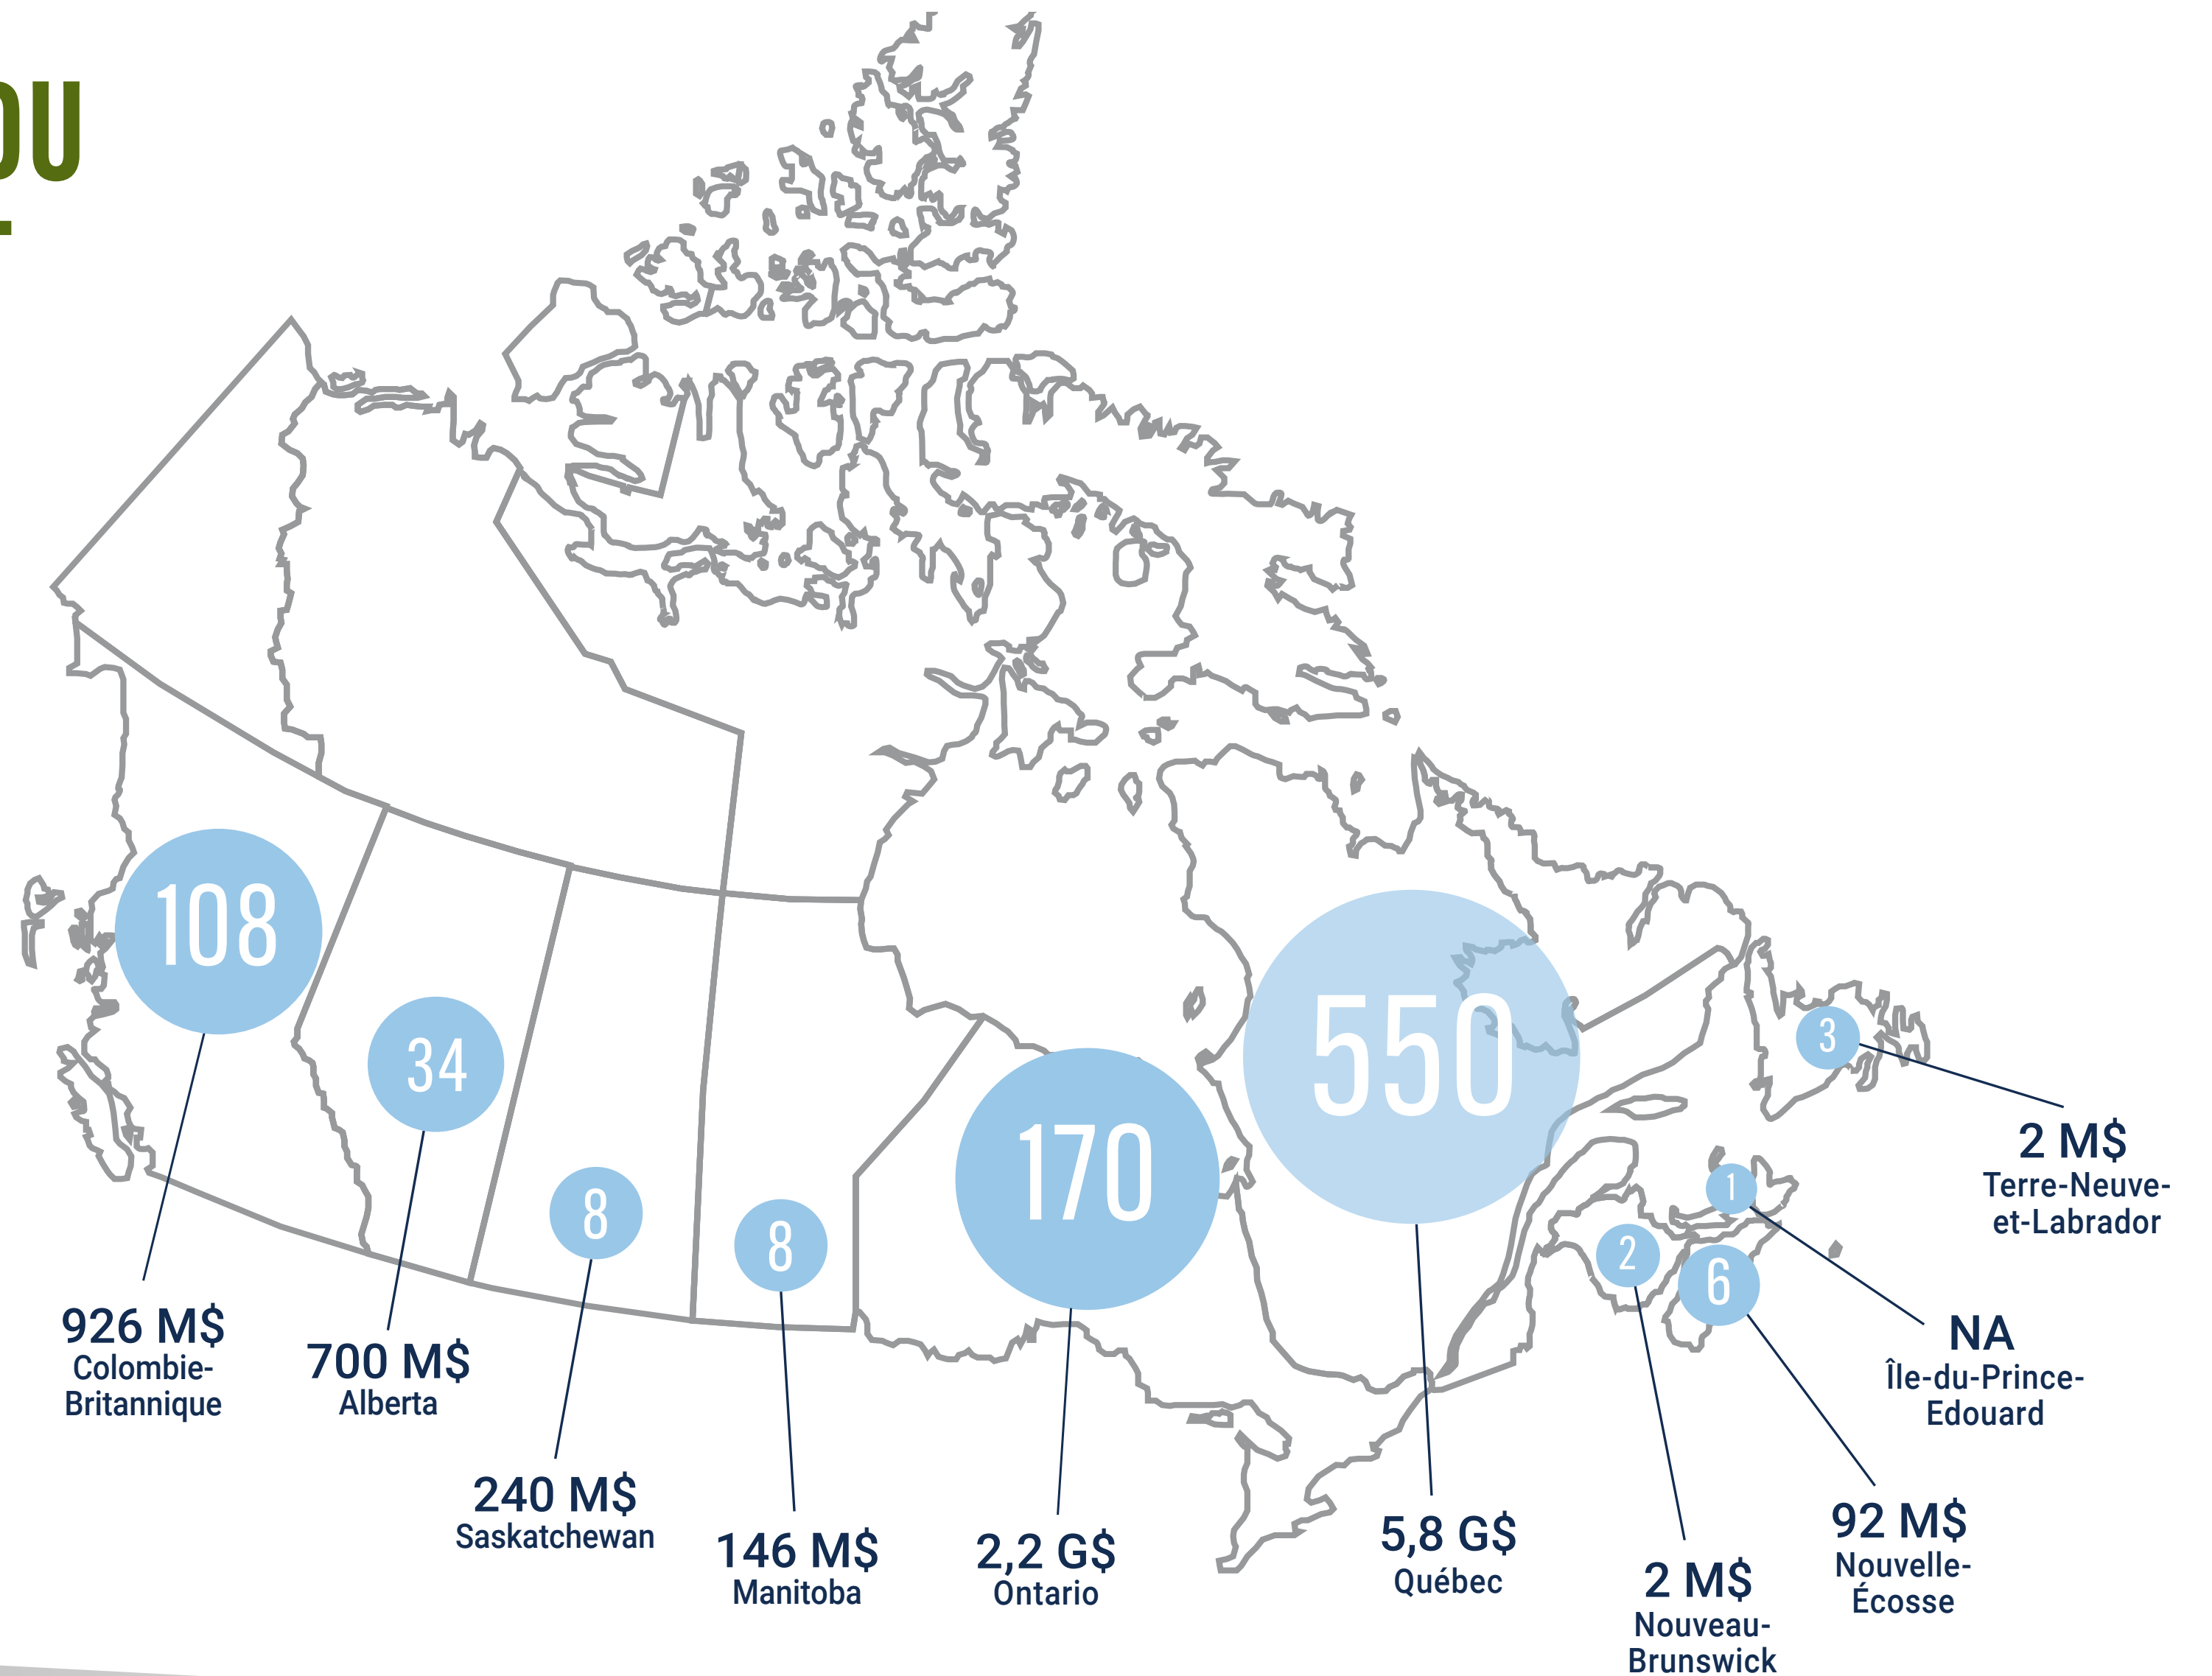 OU
108
34
8
8
170
550
3
1
2
6
926 M$
Colombie-
Britannique
700 M$
Alberta
240 M$
Saskatchewan
146 M$
Manitoba
2,2 G$
Ontario
5,8 G$
Québec
2 M$
Nouveau-
Brunswick
92 M$
Nouvelle-
Écosse
NA
Île-du-Prince-
Edouard
2 M$
Terre-Neuve-
et-Labrador